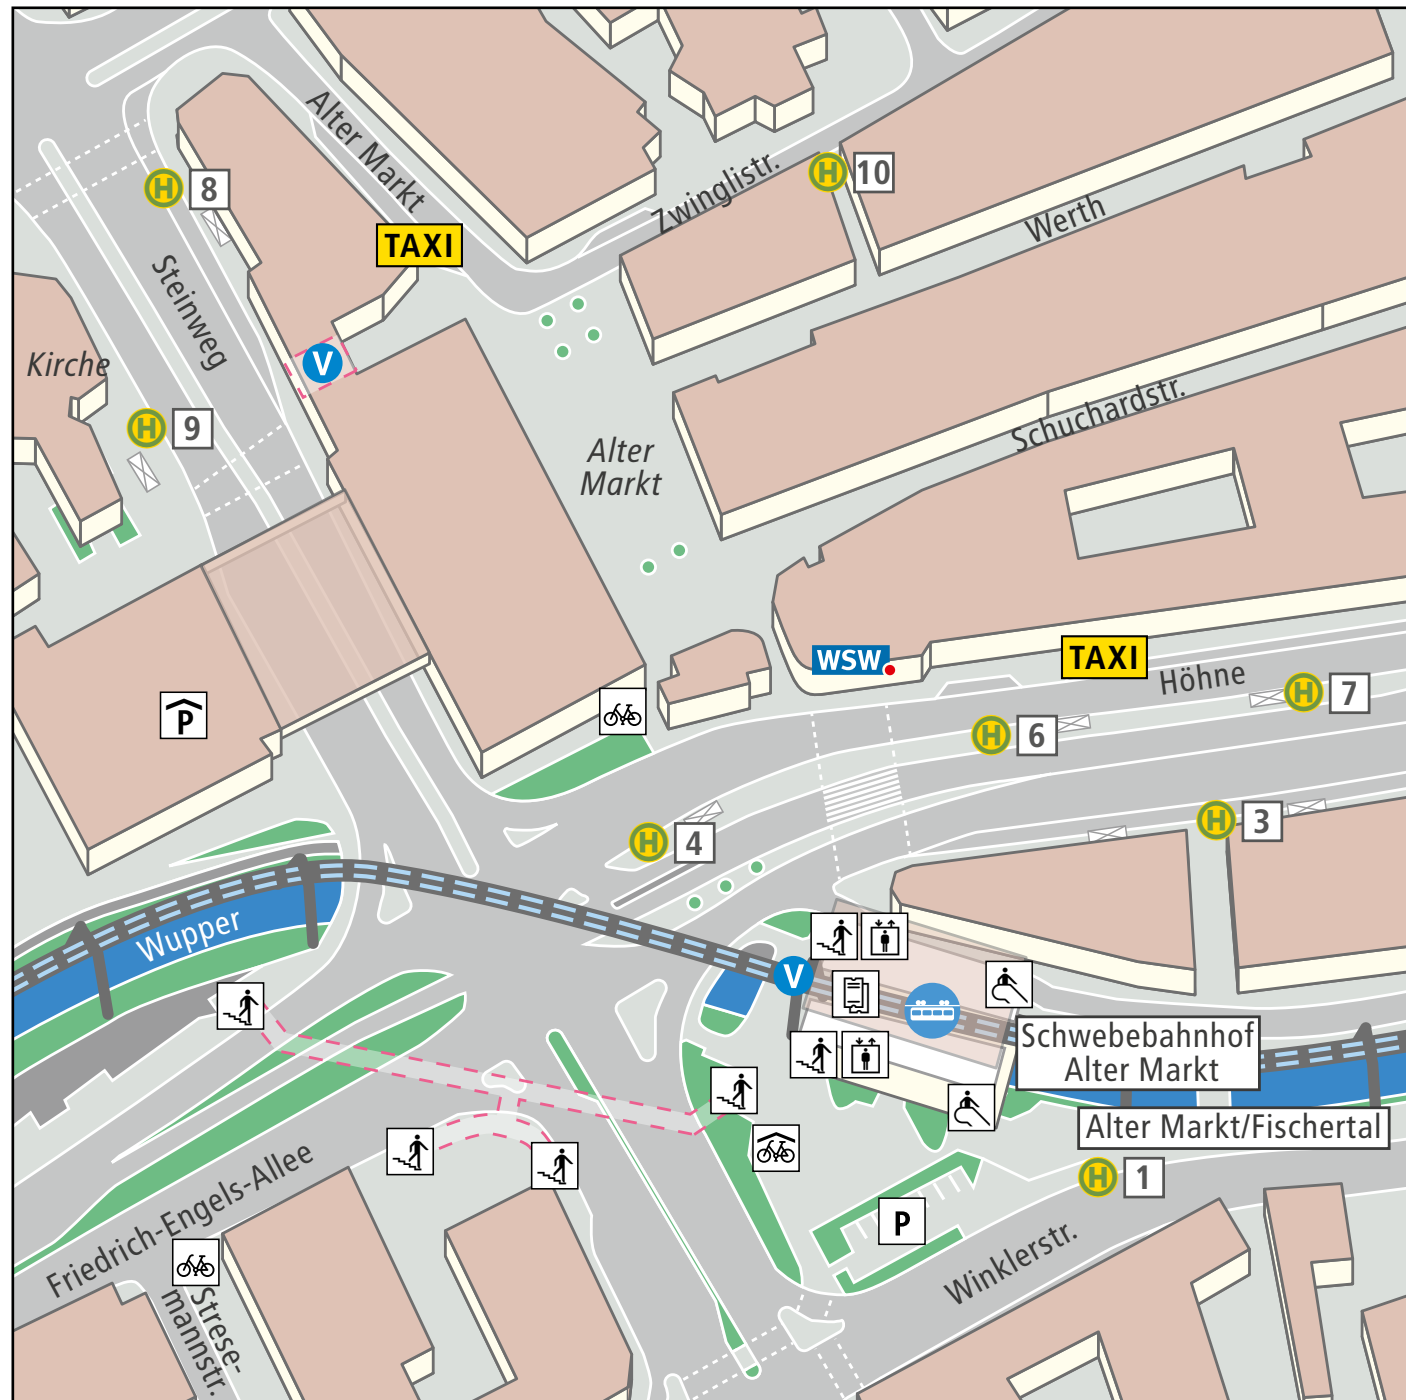 Alter Markt
Zwinglistr.
H 10
H 8
Werth
TAXI
Steinweg
V
Kirche
Schuchardstr.
H 9
Alter
Markt
WSW
TAXI
Höhne
H 7
P
H 6
H 3
H 4
Wupper
V
Schwebebahnhof
Alter Markt
Alter Markt/Fischertal
H 1
P
Friedrich-Engels-Allee
Winklerstr.
Strese-
mannstr.